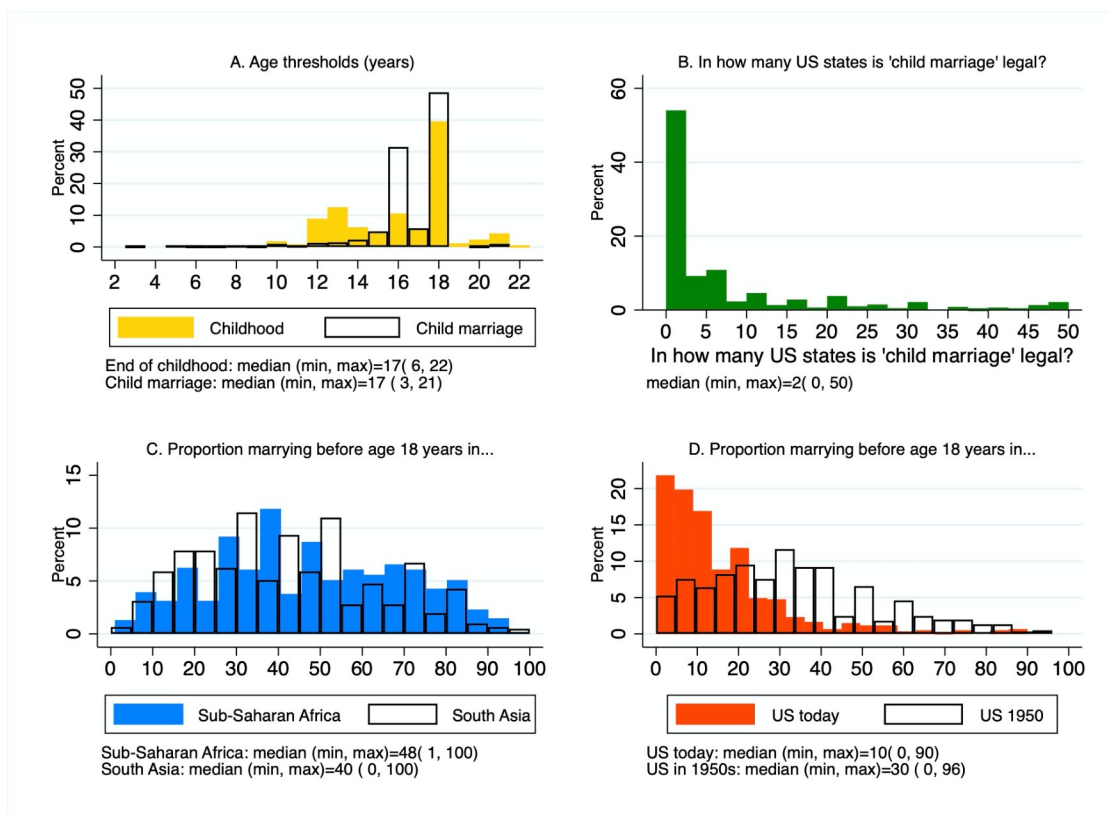 A. Age thresholds (years)
Percent
50
40
30
20
10
0
2 4 6 8 10 12 14 16 18 20 22
Childhood Child marriage
End of childhood: median (min, max)=17( 6, 22)
Child marriage: median (min, max)=17 ( 3, 21)
B. In how many US states is 'child marriage' legal?
Percent
60
40
20
0
0 5 10 15 20 25 30 35 40 45 50
In how many US states is 'child marriage' legal?
median (min, max)=2( 0, 50)
C. Proportion marrying before age 18 years in...
Percent
15
10
5
0
0 10 20 30 40 50 60 70 80 90 100
Sub-Saharan Africa South Asia
Sub-Saharan Africa: median (min, max)=48( 1, 100)
South Asia: median (min, max)=40 ( 0, 100)
D. Proportion marrying before age 18 years in...
Percent
20
15
10
5
0
0 10 20 30 40 50 60 70 80 90 100
US today US 1950
US today: median (min, max)=10( 0, 90)
US in 1950s: median (min, max)=30 ( 0, 96)